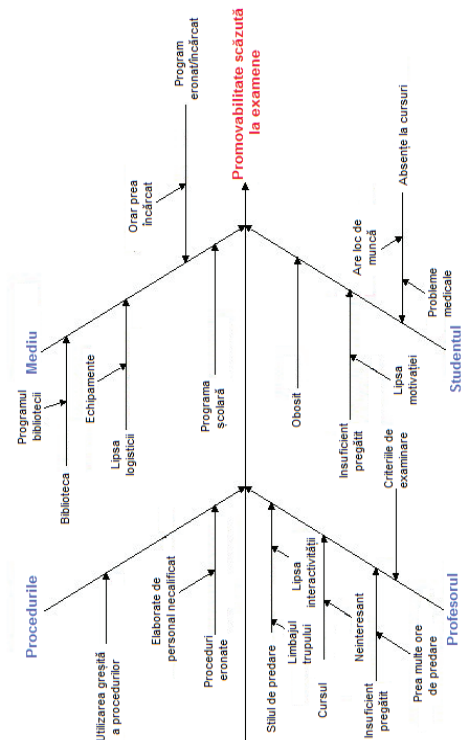 Procedurile
Utilizarea greșită
a procedurilor
Elaborate de
personal necalificat
Proceduri
eronate
Mediu
Programul
bibliotecii
Biblioteca
Echipamente
Lipsa
logisticii
Programa
școlară
Orar prea
încărcat
Program
eronat/încărcat
Promovabilitate scăzută
la examene
Stilul de predare
Limbajul
trupului
Lipsa
interactivității
Cursul
Neinteresant
Insuficient
pregătit
Prea multe ore
de predare
Criteriile de
examinare
Profesorul
Obosit
Insuficient
pregătit
Lipsa
motivației
Are loc de
muncă
Probleme
medicale
Absențe la cursuri
Studentul